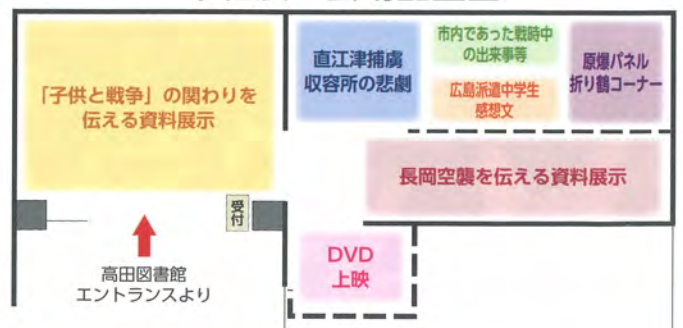 「子供と戦争」の関わりを
伝える資料展示
直江津捕虜
収容所の悲劇
市内であった戦時中
の出来事等
広島派遣中学生
感想文
原爆パネル
折り鶴コーナー
長岡空襲を伝える資料展示
受付
DVD
上映
高田図書館
エントランスより